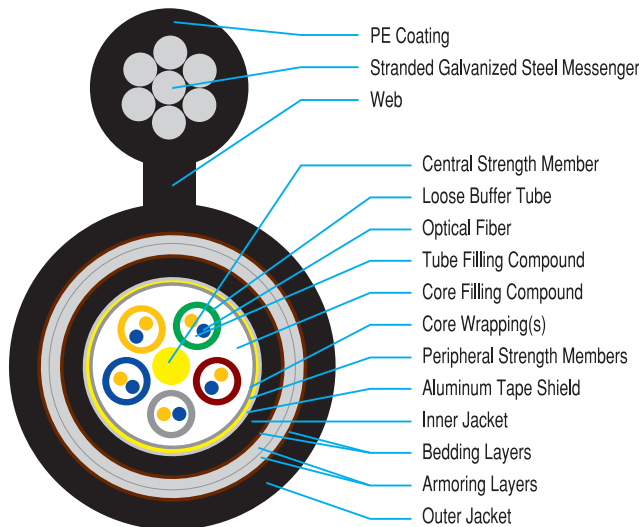 PE Coating
Stranded Galvanized Steel Messenger
Web
Central Strength Member
Loose Buffer Tube
Optical Fiber
Tube Filling Compound
Core Filling Compound
Core Wrapping(s)
Peripheral Strength Members
Aluminum Tape Shield
Inner Jacket
Bedding Layers
Armoring Layers
Outer Jacket